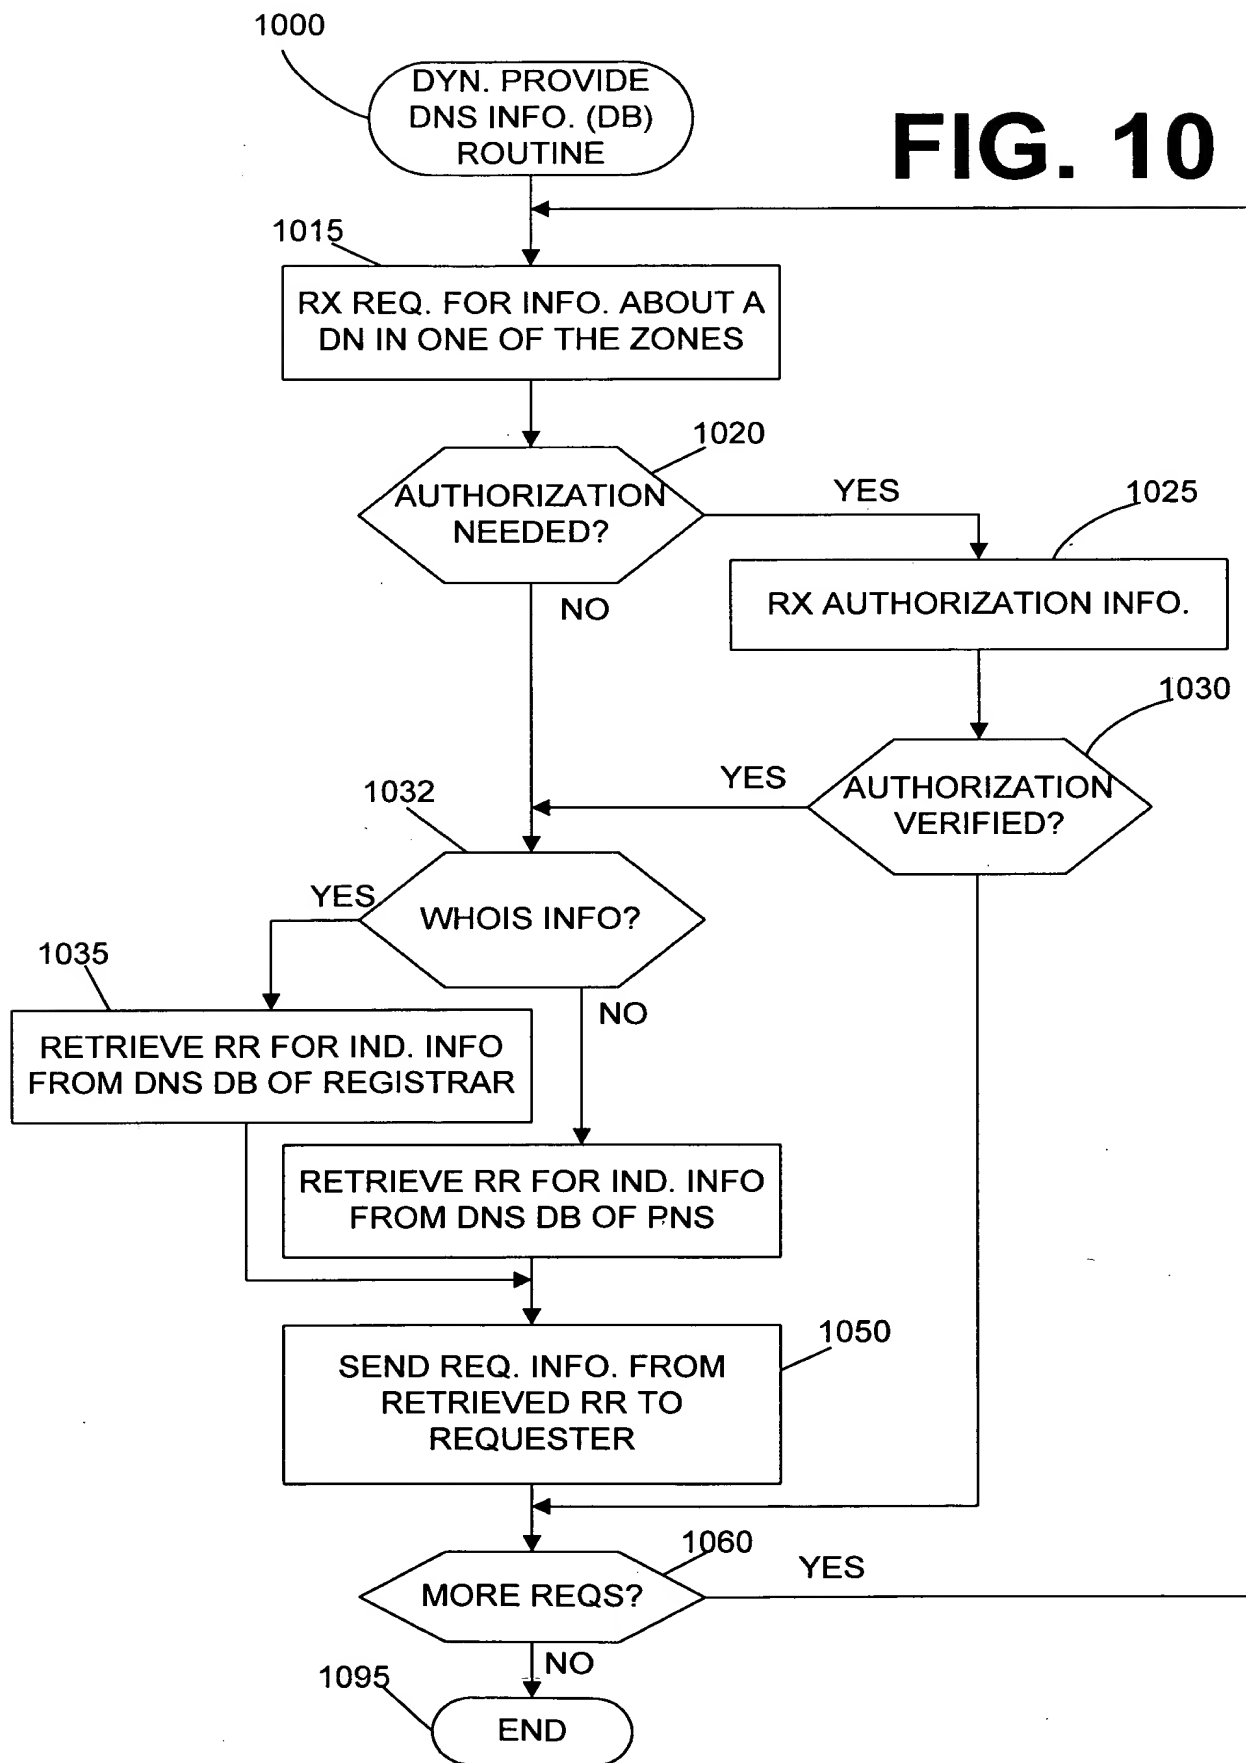 1000
DYN. PROVIDE
DNS INFO. (DB)
ROUTINE
FIG. 10
1015
RX REQ. FOR INFO. ABOUT A
DN IN ONE OF THE ZONES
1020
AUTHORIZATION
NEEDED?
YES
1025
NO
RX AUTHORIZATION INFO.
1030
YES
AUTHORIZATION
VERIFIED?
1032
YES
WHOIS INFO?
1035
NO
RETRIEVE RR FOR IND. INFO
FROM DNS DB OF REGISTRAR
RETRIEVE RR FOR IND. INFO
FROM DNS DB OF PNS
1050
SEND REQ. INFO. FROM
RETRIEVED RR TO
REQUESTER
1060
YES
MORE REQS?
NO
1095
END